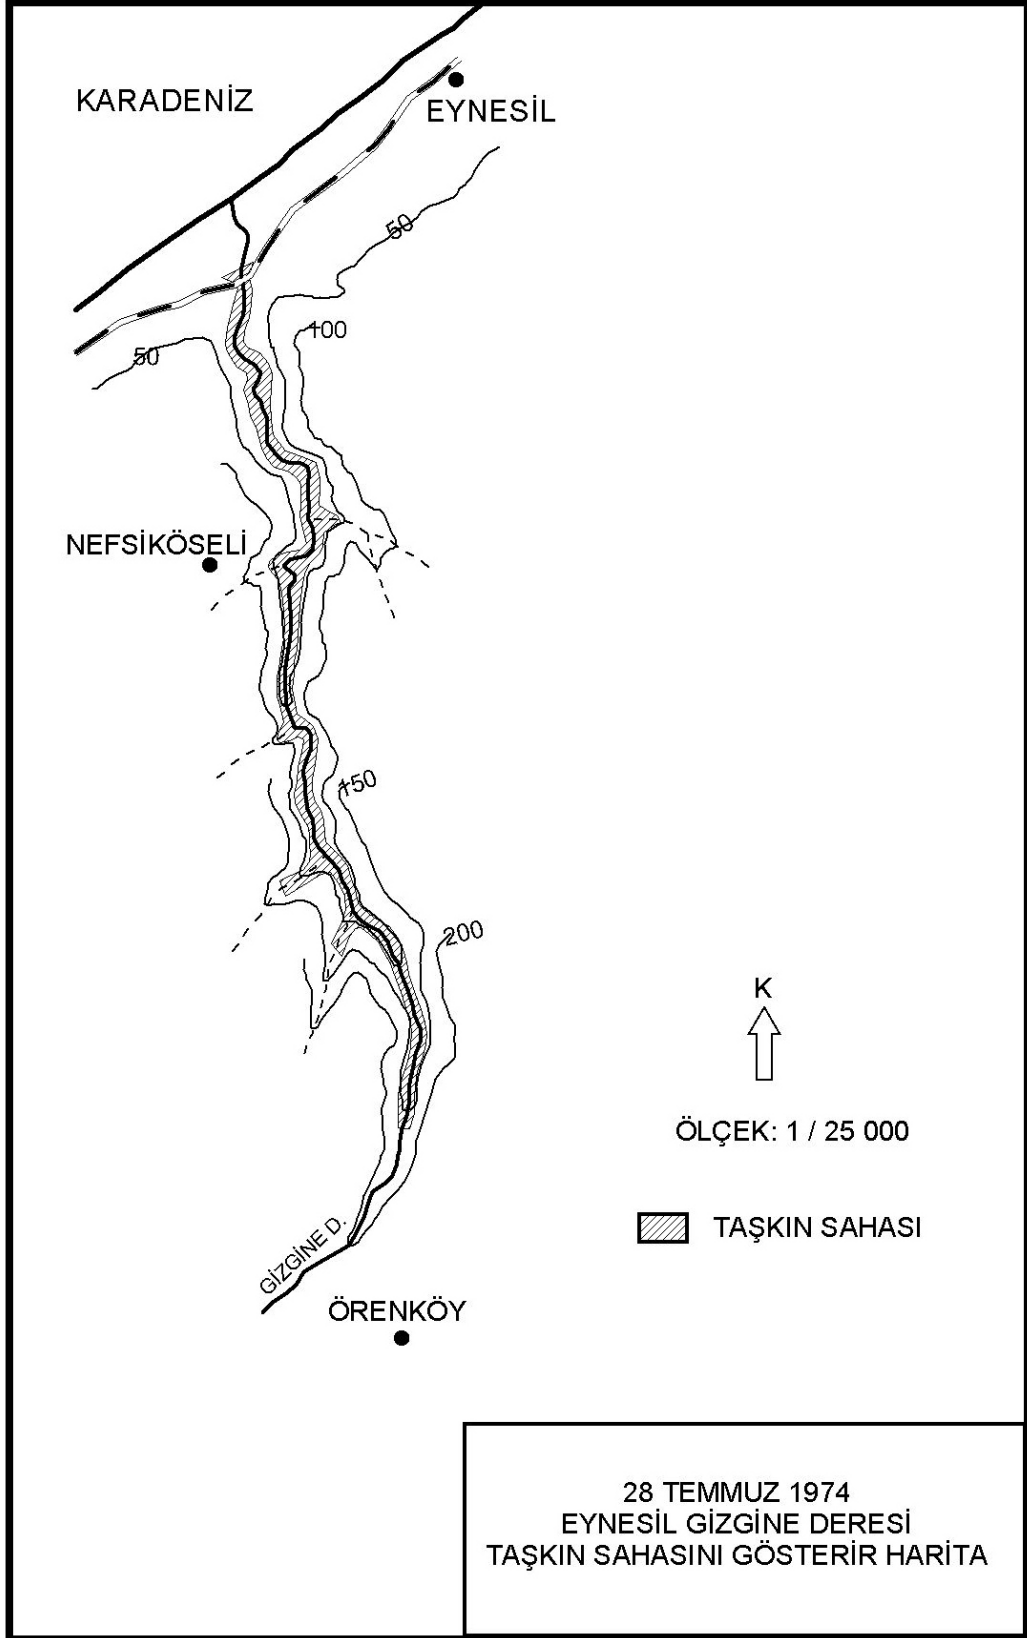 KARADENİZ
EYNESİL
50
100
50
NEFSİKÖSELİ
150
200
K
ÖLÇEK: 1 / 25 000
TAŞKIN SAHASI
GİZGİNE D.
ÖRENKÖY
28 TEMMUZ 1974
EYNESİL GİZGİNE DERESİ
TAŞKIN SAHASINI GÖSTERİR HARİTA